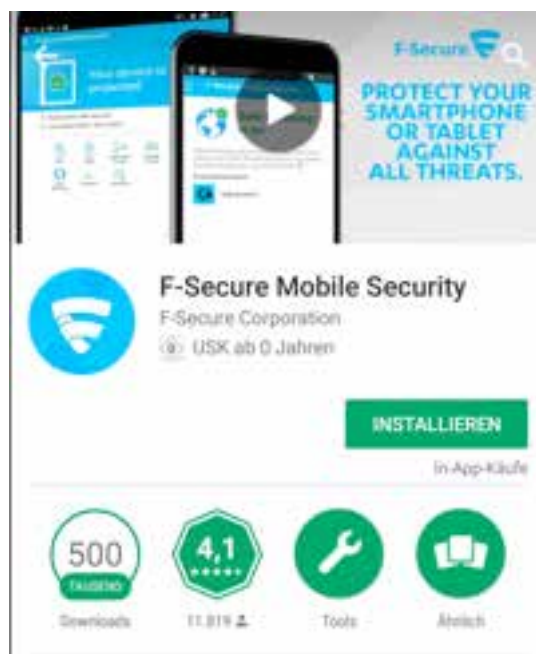 F-Secure
PROTECT YOUR
SMARTPHONE
OR TABLET
AGAINST
ALL THREATS.
F-Secure Mobile Security
F-Secure Corporation
USK ab 0 Jahren
INSTALLIEREN
In-App-Käufe
500
TAUSEND
Downloads
4,1
11.819
Tools
Ähnlich